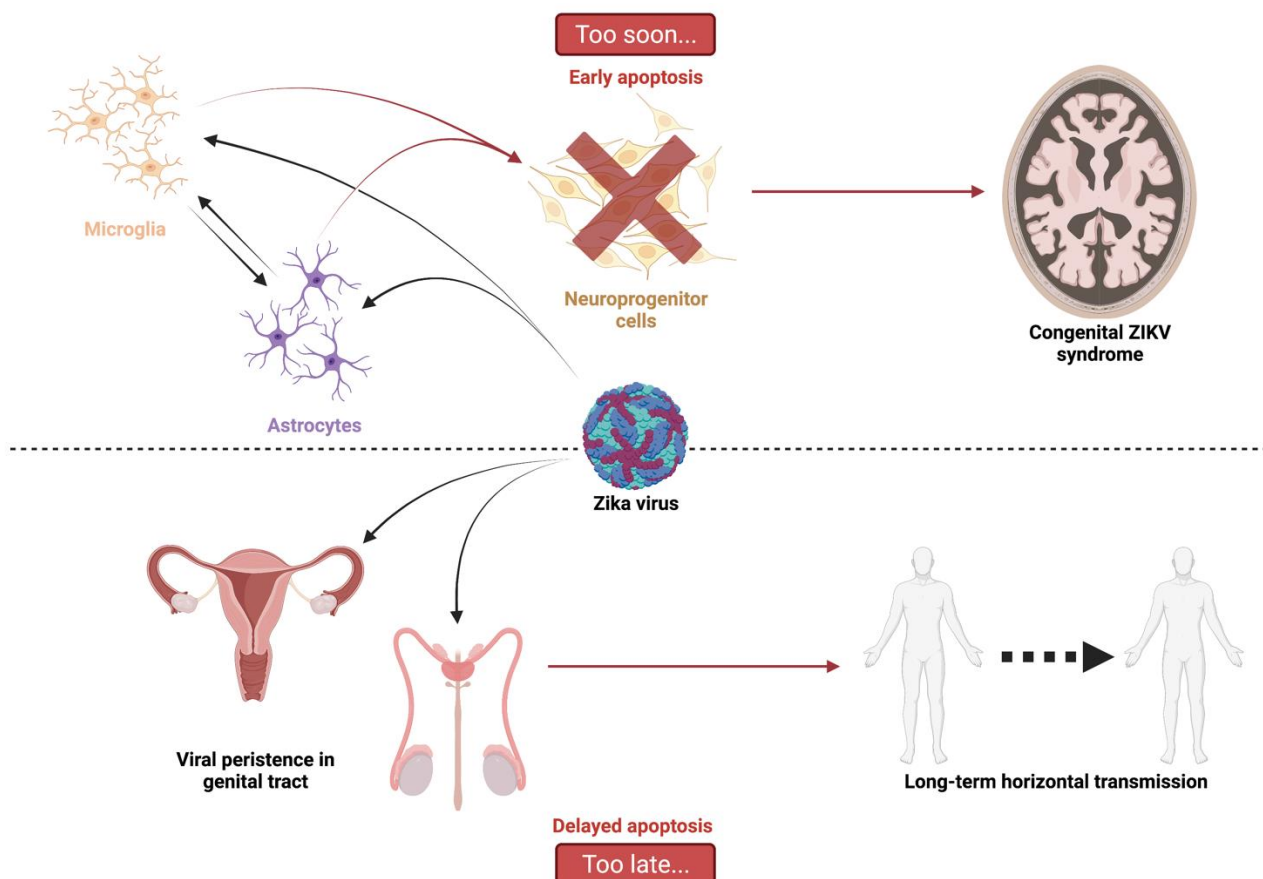 Too soon...
Early apoptosis
Microglia
Neuroprogenitor
cells
Congenital ZIKV
syndrome
Astrocytes
Zika virus
Viral peristence in
genital tract
Long-term horizontal transmission
Delayed apoptosis
Too late...